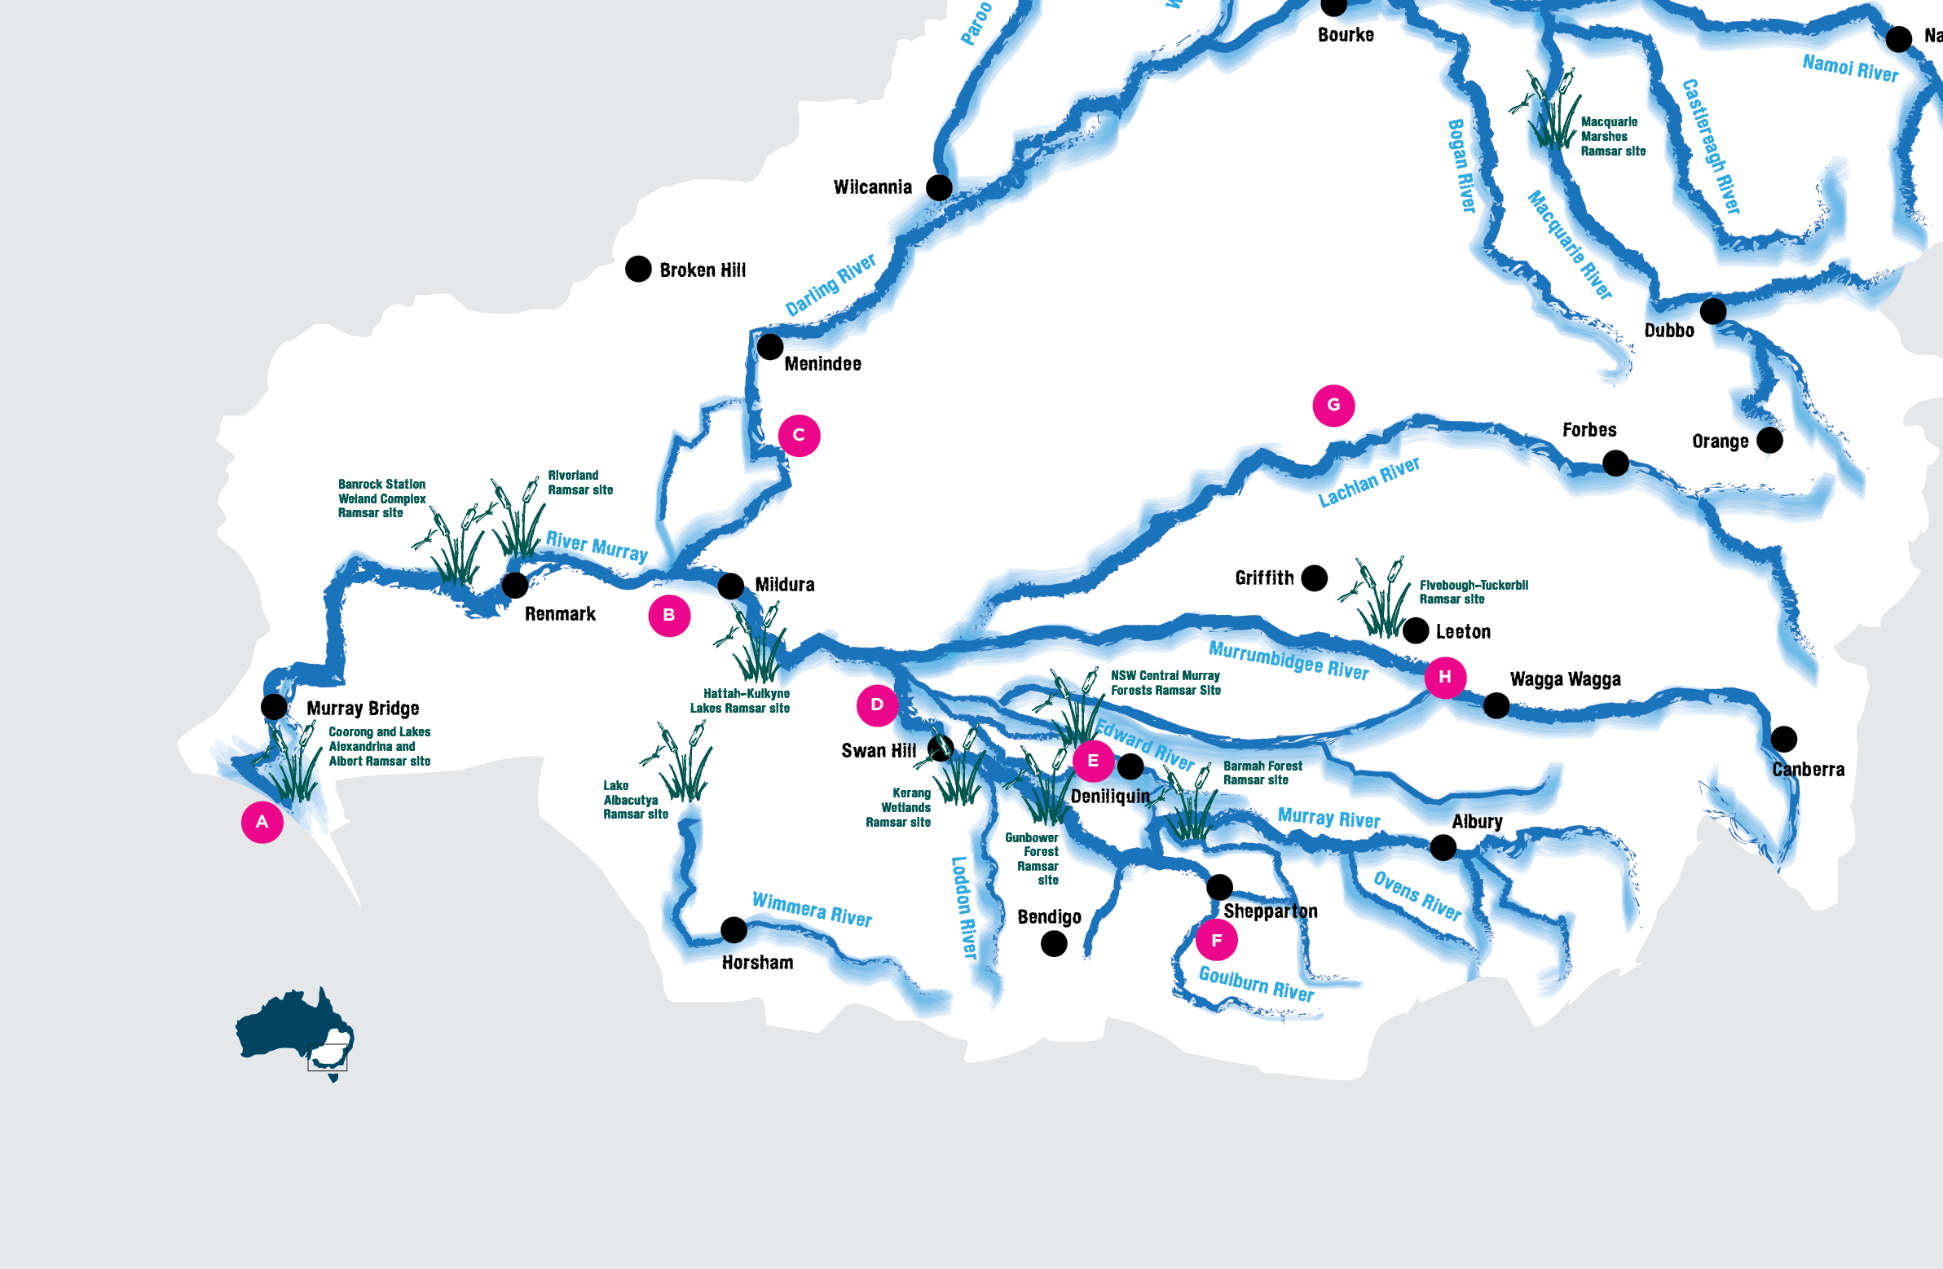 Paroo
W
Bourke
Na
Namoi River
Castlereagh River
Macquarie
Marshes
Ramsar site
Bogan River
Wilcannia
Macquarie River
Broken Hill
Darling River
Dubbo
Menindee
G
C
Forbes
Orange
Lachlan River
Banrock Station
Weland Complex
Ramsar site
Riverland
Ramsar site
River Murray
Griffith
Fivebough-Tuckerbil
Ramsar site
Mildura
Renmark
B
Leeton
Murrumbidgee River
H
Wagga Wagga
NSW Central Murray
Forests Ramsar Site
Hattah-Kulkyne
Lakes Ramsar site
D
Murray Bridge
Coorong and Lakes
Alexandrina and
Albert Ramsar site
Edward River
Swan Hill
E
Barmah Forest
Ramsar site
Canberra
Lake
Albacutya
Ramsar site
Kerang
Wetlands
Ramsar site
Deniliquin
A
Murray River
Albury
Gunbower
Forest
Ramsar
site
Loddon River
Ovens River
Wimmera River
Shepparton
Bendigo
F
Horsham
Goulburn River